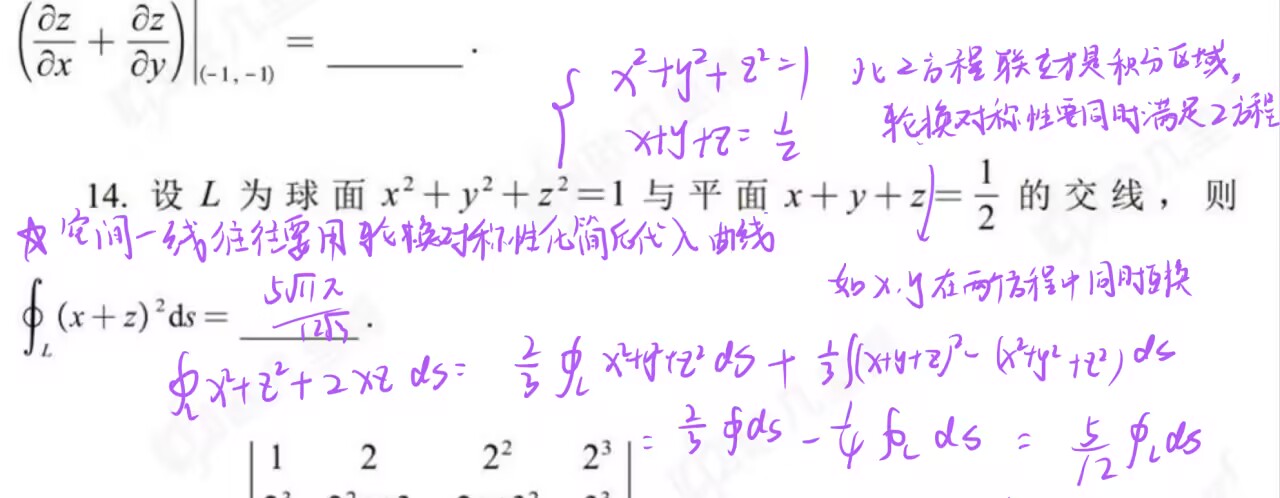 (∂z/∂x + ∂z/∂y)|(-1,-1) = ______.
{ x²+y²+z²=1
x+y+z=1/2
此2方程联立才是积分区域,
轮换对称性要同时满足2方程
14. 设 L 为球面 x²+y²+z²=1 与平面 x+y+z=1/2 的交线，则
☆空间一线往往要用轮换对称性化简后代入曲线
如x.y在两个方程中同时互换
∮_L (x+z)²ds = 5√11π/12√3 .
∮_L x²+z²+2xz ds = 2/3 ∮_L x²+y²+z² ds + 1/3∫(x+y+z)²-(x²+y²+z²) ds
= 2/3 ∮ds - 1/4 ∮_L ds = 5/12 ∮_L ds
| 1 2 2² 2³ |